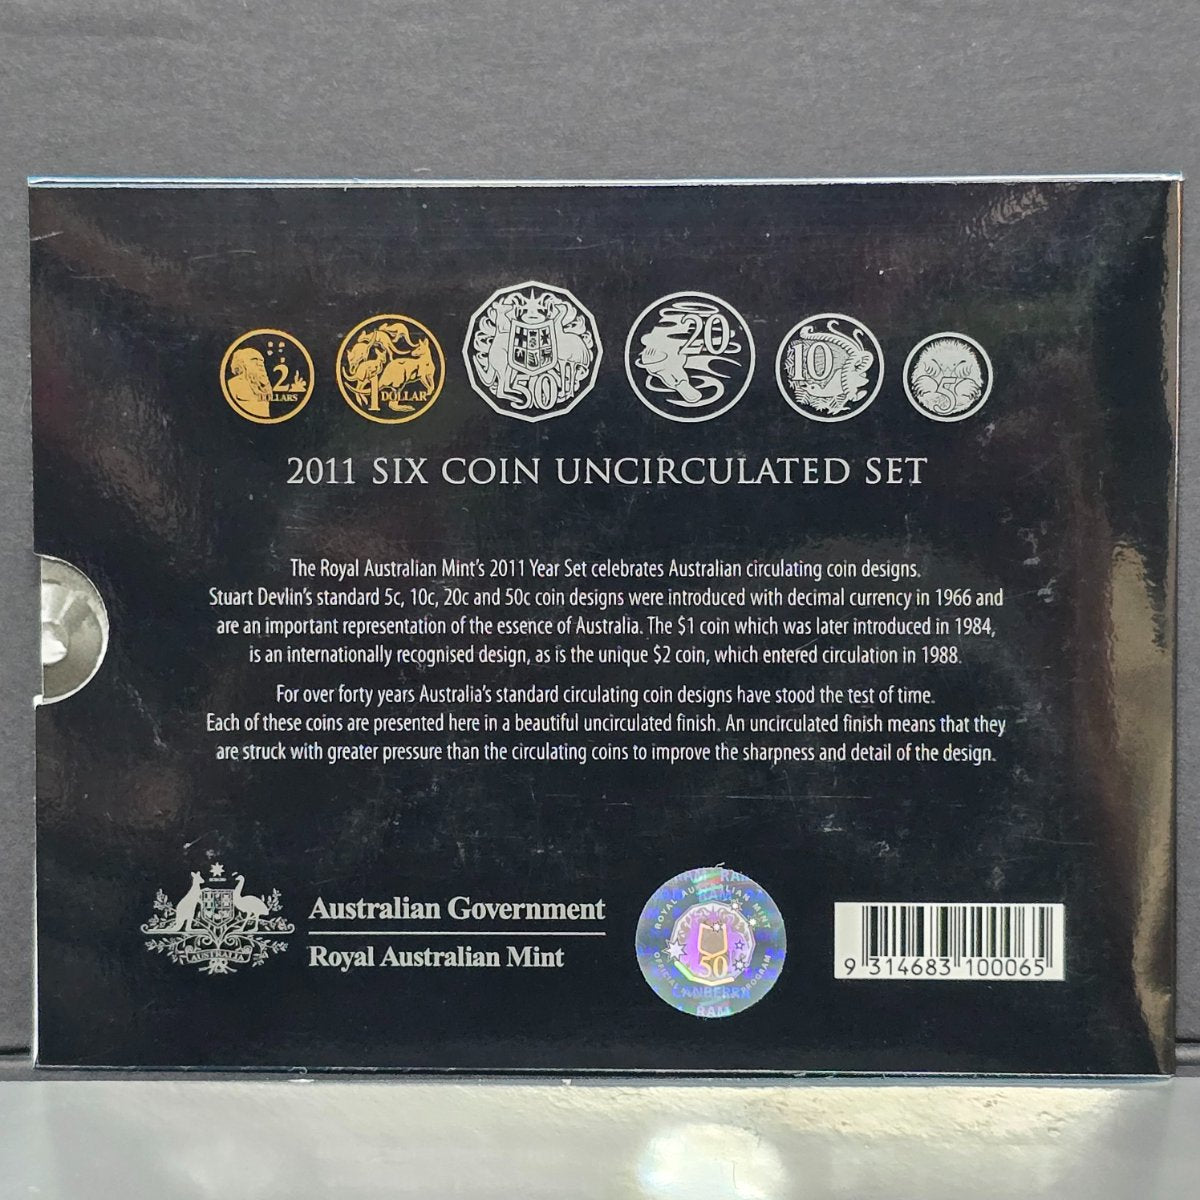 2 DOLLARS
1 DOLLAR
50
20
10
5
2011 SIX COIN UNCIRCULATED SET
The Royal Australian Mint's 2011 Year Set celebrates Australian circulating coin designs.
Stuart Devlin's standard 5c, 10c, 20c and 50c coin designs were introduced with decimal currency in 1966 and
are an important representation of the essence of Australia. The $1 coin which was later introduced in 1984,
is an internationally recognised design, as is the unique $2 coin, which entered circulation in 1988.
For over forty years Australia's standard circulating coin designs have stood the test of time.
Each of these coins are presented here in a beautiful uncirculated finish. An uncirculated finish means that they
are struck with greater pressure than the circulating coins to improve the sharpness and detail of the design.
AUSTRALIA
Australian Government
Royal Australian Mint
ROYAL AUSTRALIAN MINT
50
OFFICIAL PROGRAM
CANBERRA
RAM
9 314683 100065